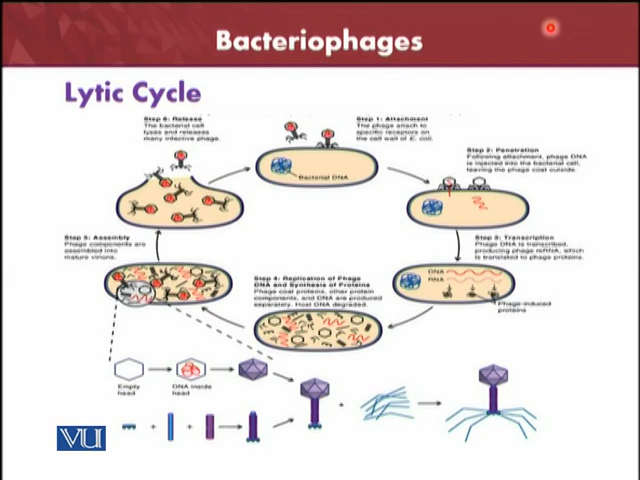 Bacteriophages
Lytic Cycle
Step 6: Release
The bacterial cell
lyses and releases
many infective phage.
Step 1: Attachment
The phage attach to
specific receptors on
the cell wall of E. coli.
Bacterial DNA
Step 2: Penetration
Following attachment, phage DNA
is injected into the bacterial cell,
leaving the phage coat outside.
Step 3: Transcription
Phage DNA is transcribed,
producing phage mRNA, which
is translated to phage proteins.
DNA
RNA
Phage-induced
proteins
Step 4: Replication of Phage
DNA and Synthesis of Proteins
Phage coat proteins, other protein
components, and DNA are produced
separately. Host DNA degraded.
Step 5: Assembly
Phage components are
assembled into
mature virions.
Empty
head
DNA inside
head
+
+
+
VU